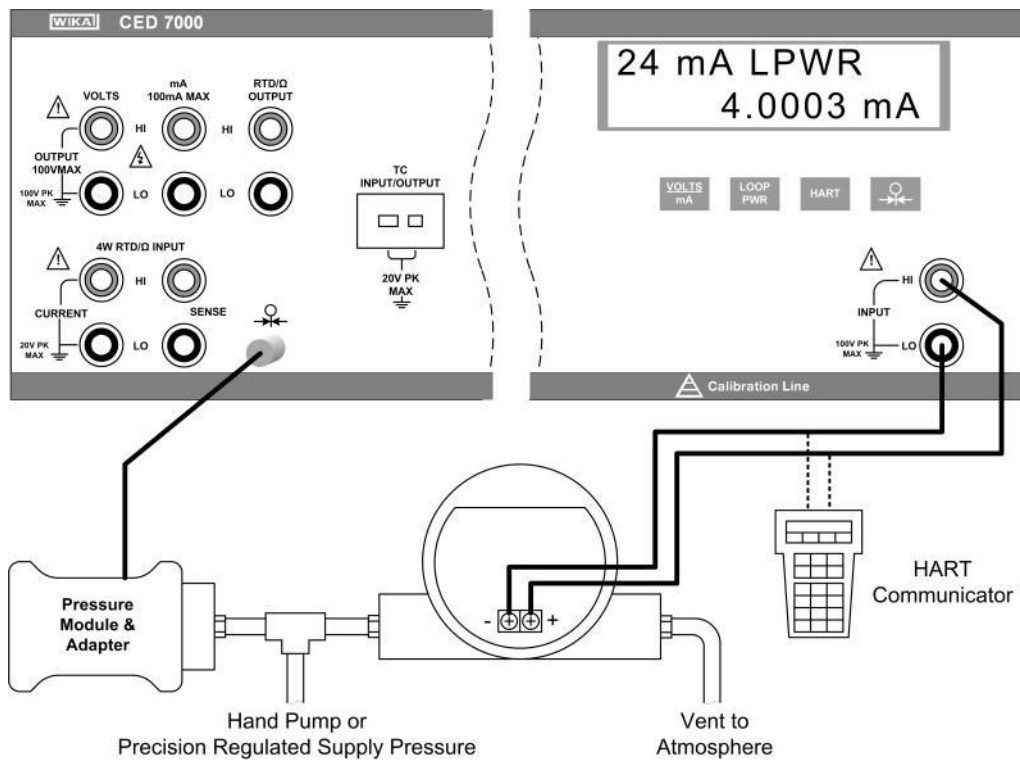 WIKAI CED 7000
24 mA LPWR
4.0003 mA
VOLTS
mA
100mA MAX
RTD/Ω
OUTPUT
HI
HI
OUTPUT
100VMAX
100V PK
MAX
LO
LO
TC
INPUT/OUTPUT
20V PK
MAX
VOLTS
mA
LOOP
PWR
HART
4W RTD/Ω INPUT
HI
CURRENT
SENSE
20V PK
MAX
LO
HI
INPUT
100V PK
MAX
LO
Calibration Line
Pressure
Module &
Adapter
- +
HART
Communicator
Hand Pump or
Precision Regulated Supply Pressure
Vent to
Atmosphere